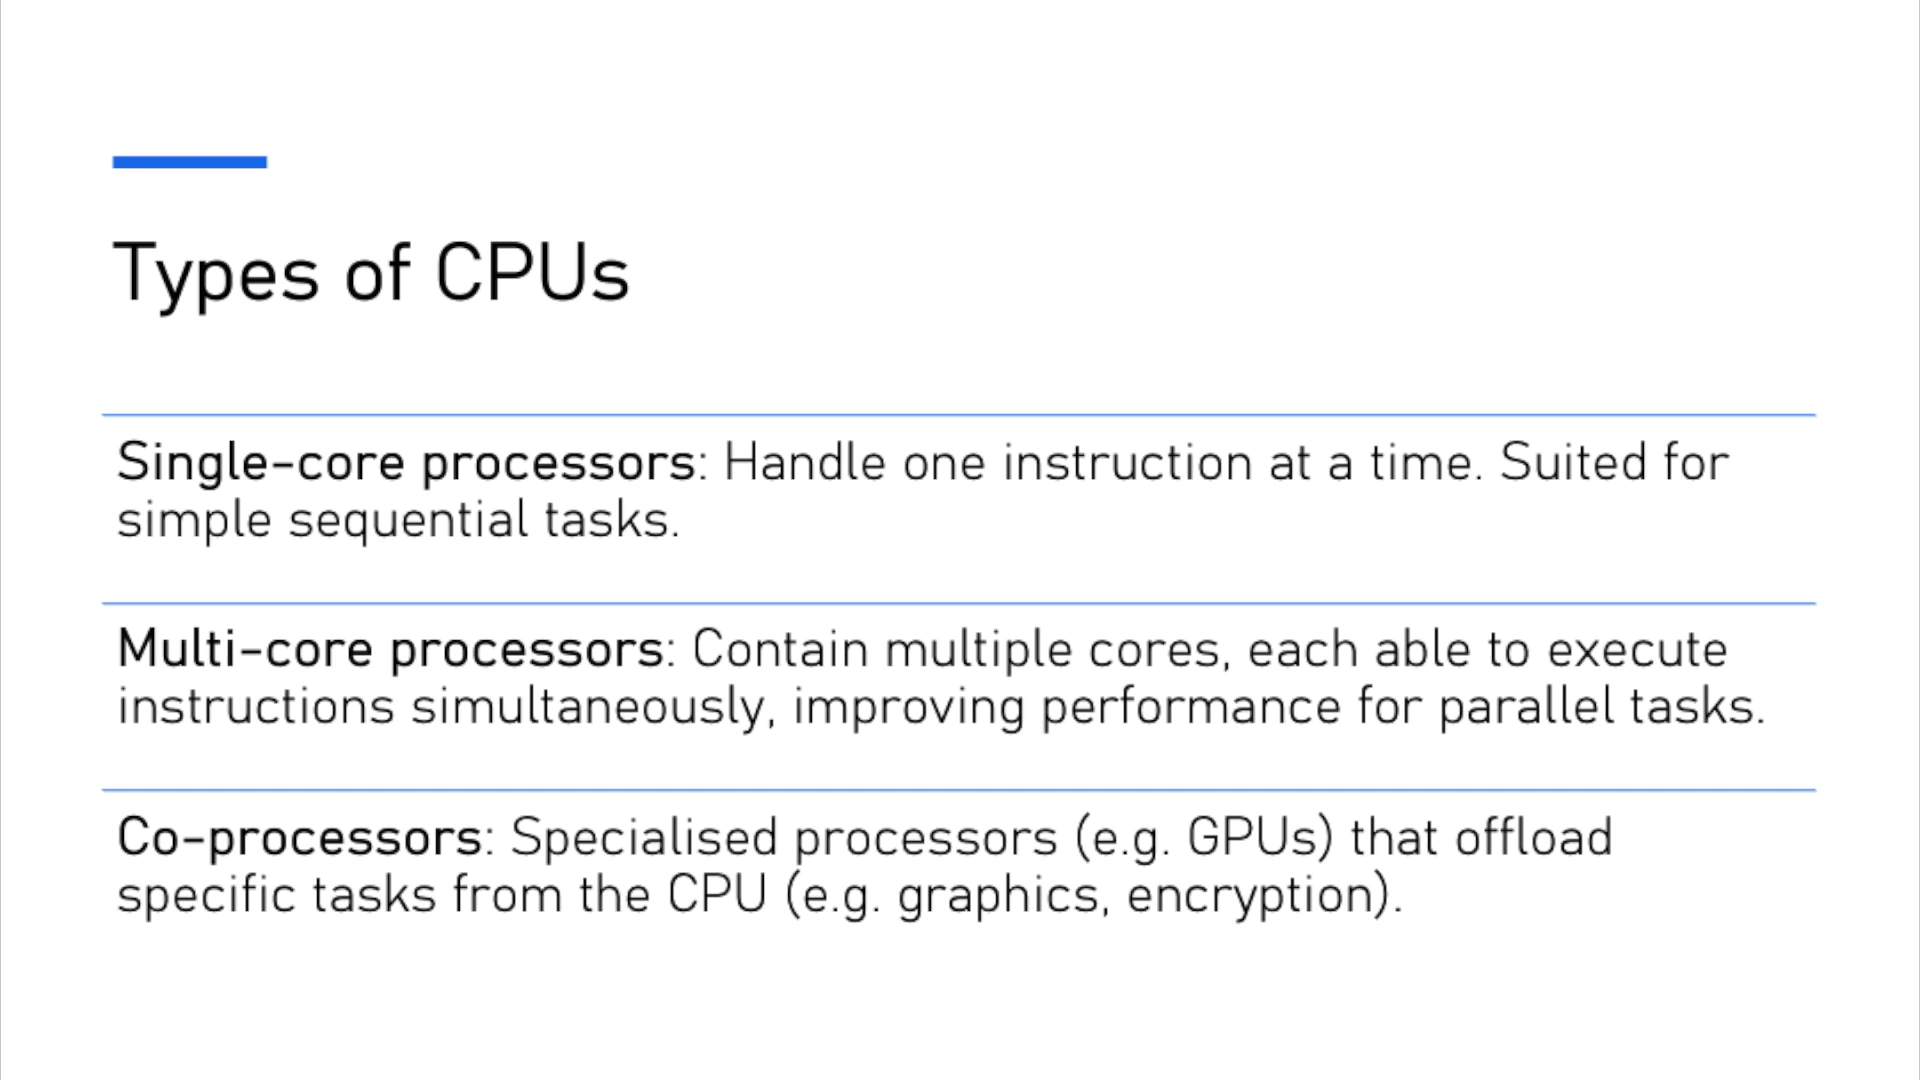 Types of CPUs
Single-core processors: Handle one instruction at a time. Suited for
simple sequential tasks.
Multi-core processors: Contain multiple cores, each able to execute
instructions simultaneously, improving performance for parallel tasks.
Co-processors: Specialised processors (e.g. GPUs) that offload
specific tasks from the CPU (e.g. graphics, encryption).